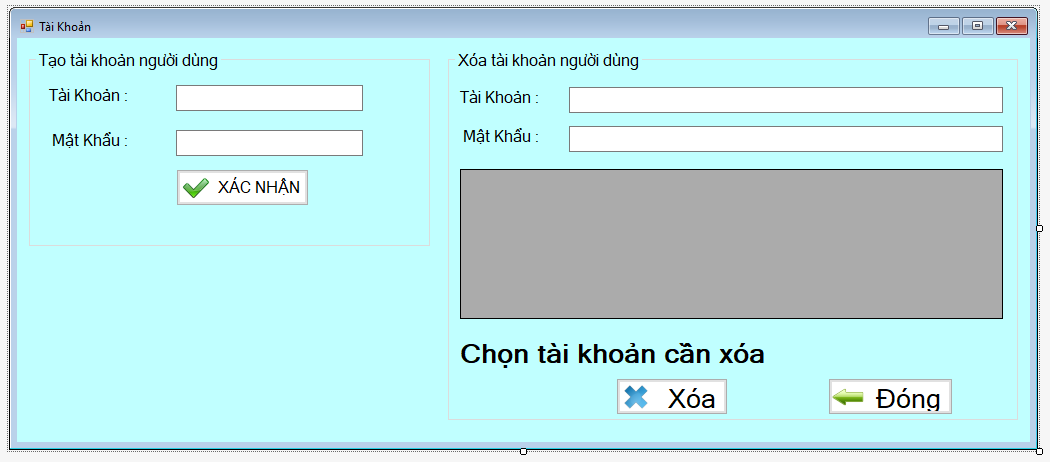 Tài Khoản
Tạo tài khoản người dùng
Tài Khoản :
Mật Khẩu :
XÁC NHẬN
Xóa tài khoản người dùng
Tài Khoản :
Mật Khẩu :
Chọn tài khoản cần xóa
Xóa
Đóng